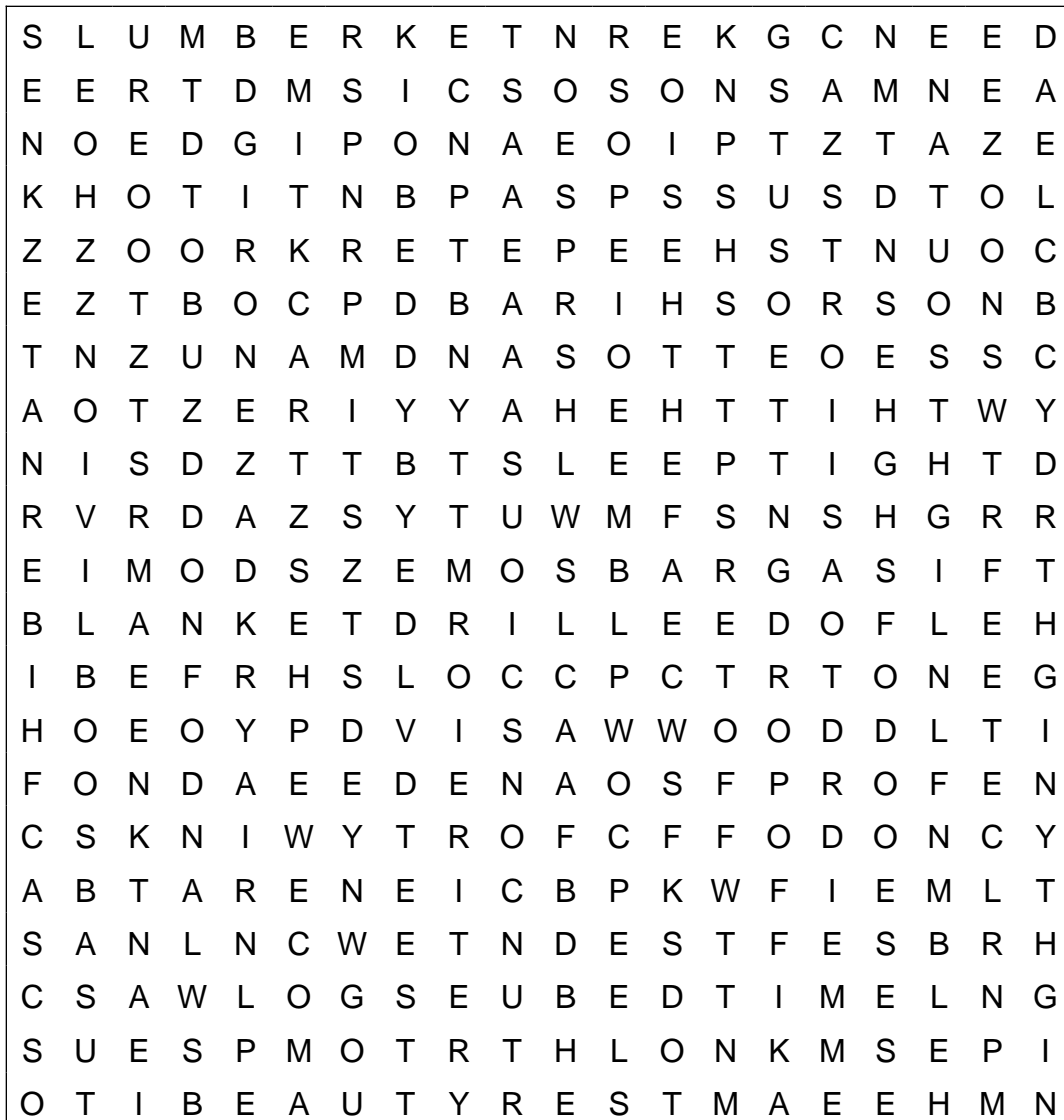 S L U M B E R K E T N R E K G C N E E D
E E R T D M S I C S O S O N S A M N E A
N O E D G I P O N A E O I P T Z T A Z E
K H O T I T N B P A S P S S U S D T O L
Z Z O O R K R E T E P E E H S T N U O C
E Z T B O C P D B A R I H S O R S O N B
T N Z U N A M D N A S O T T E O E S S C
A O T Z E R I Y Y A H E H T T I H T W Y
N I S D Z T T B T S L E E P T I G H T D
R V R D A Z S Y T U W M F S N S H G R R
E I M O D S Z E M O S B A R G A S I F T
B L A N K E T D R I L L E E D O F L E H
I B E F R H S L O C C P C T R T O N E G
H O E O Y P D V I S A W W O O D D L T I
F O N D A E E D E N A O S F P R O F E N
C S K N I W Y T R O F C F F O D O N C Y
A B T A R E N E I C B P K W F I E M L T
S A N L N C W E T N D E S T F E S B R H
C S A W L O G S E U B E D T I M E L N G
S U E S P M O T R T H L O N K M S E P I
O T I B E A U T Y R E S T M A E E H M N